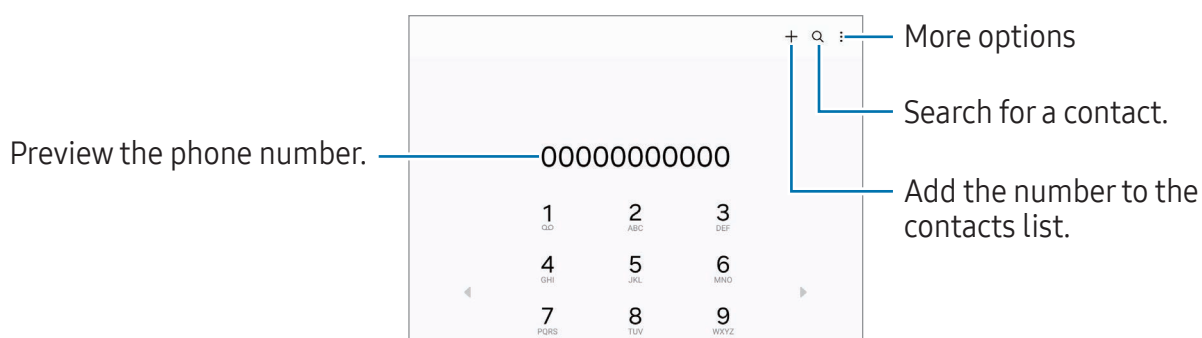 More options
Search for a contact.
Preview the phone number.
00000000000
Add the number to the
contacts list.
1 2 3
ABC DEF
4 5 6
GHI JKL MNO
7 8 9
PQRS TUV WXYZ